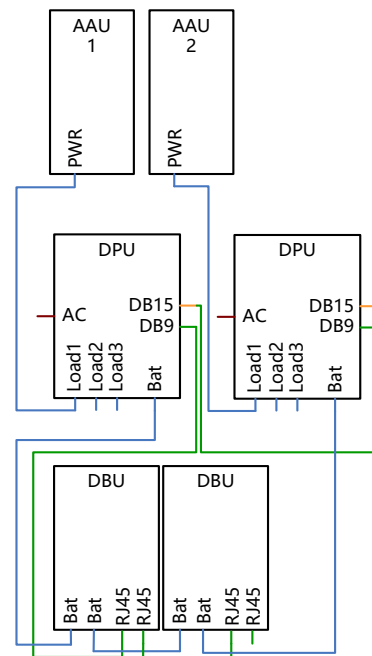 AAU
1
AAU
2
PWR
PWR
DPU
DPU
AC
DB15
DB9
Load1
Load2
Load3
Bat
AC
DB15
DB9
Load1
Load2
Load3
Bat
DBU
DBU
Bat
Bat
RJ45
RJ45
Bat
Bat
RJ45
RJ45